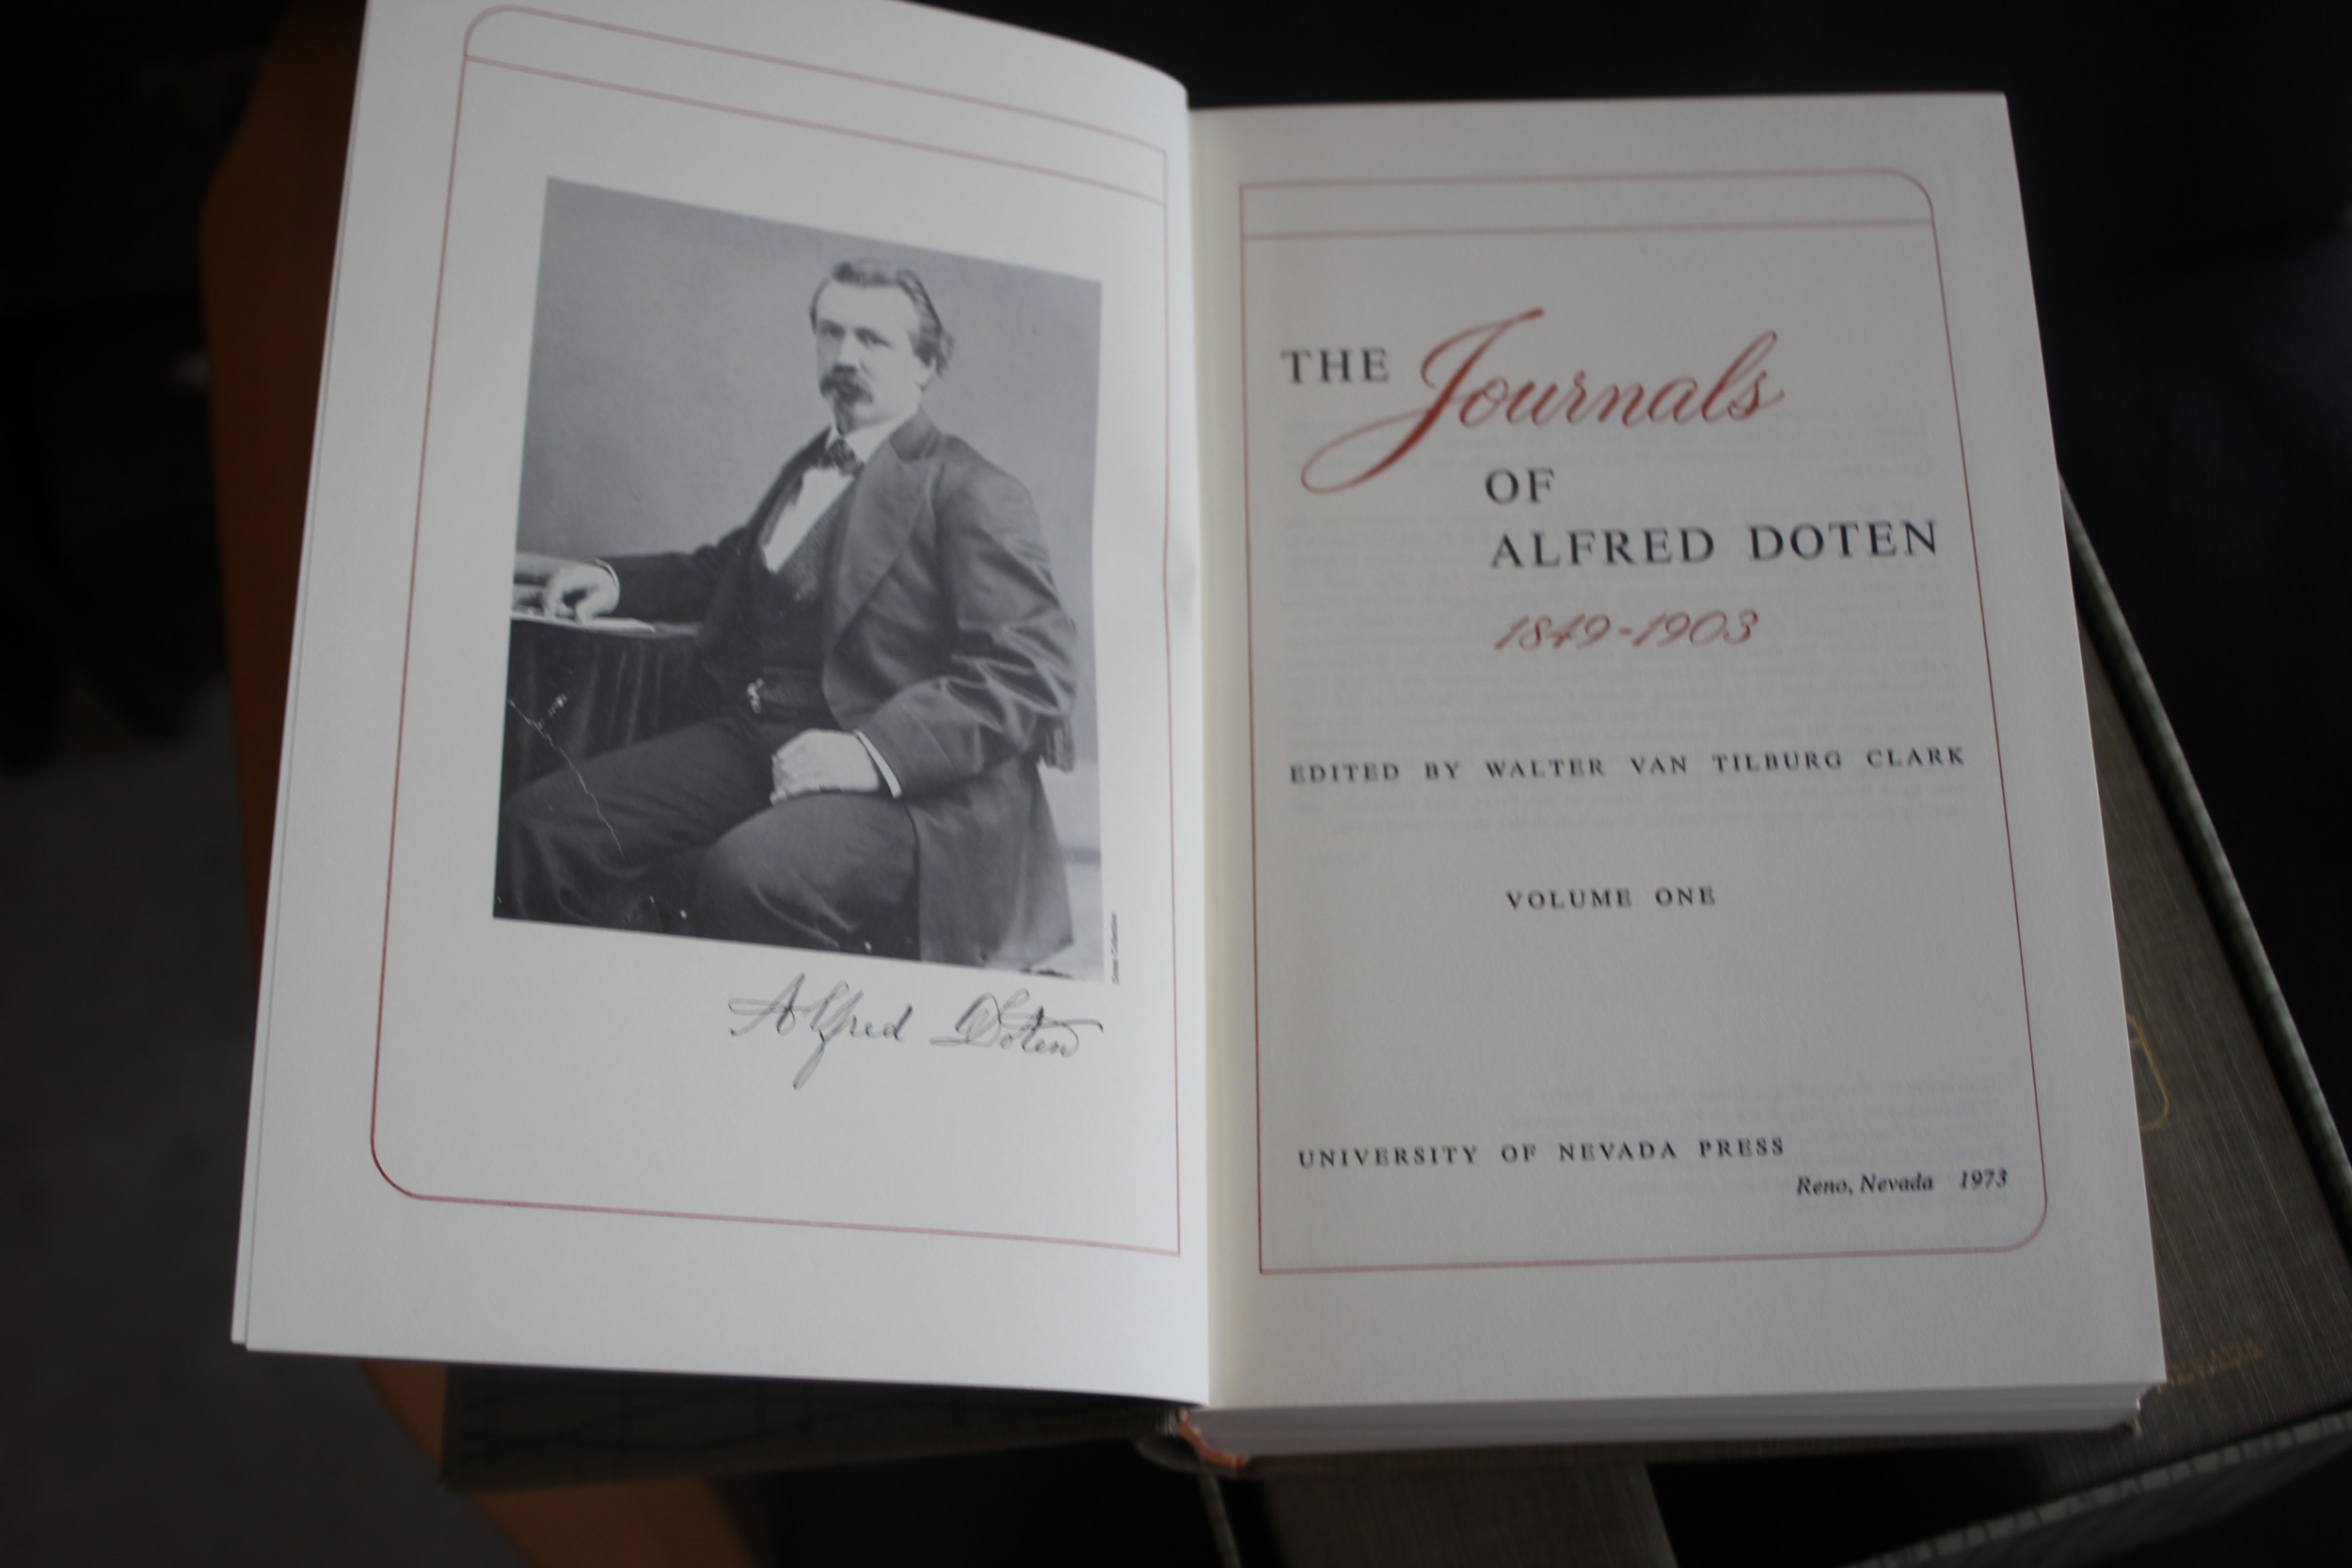 Alfred Doten
THE Journals
OF
ALFRED DOTEN
1849-1903
EDITED BY WALTER VAN TILBURG CLARK
VOLUME ONE
UNIVERSITY OF NEVADA PRESS
Reno, Nevada 1973